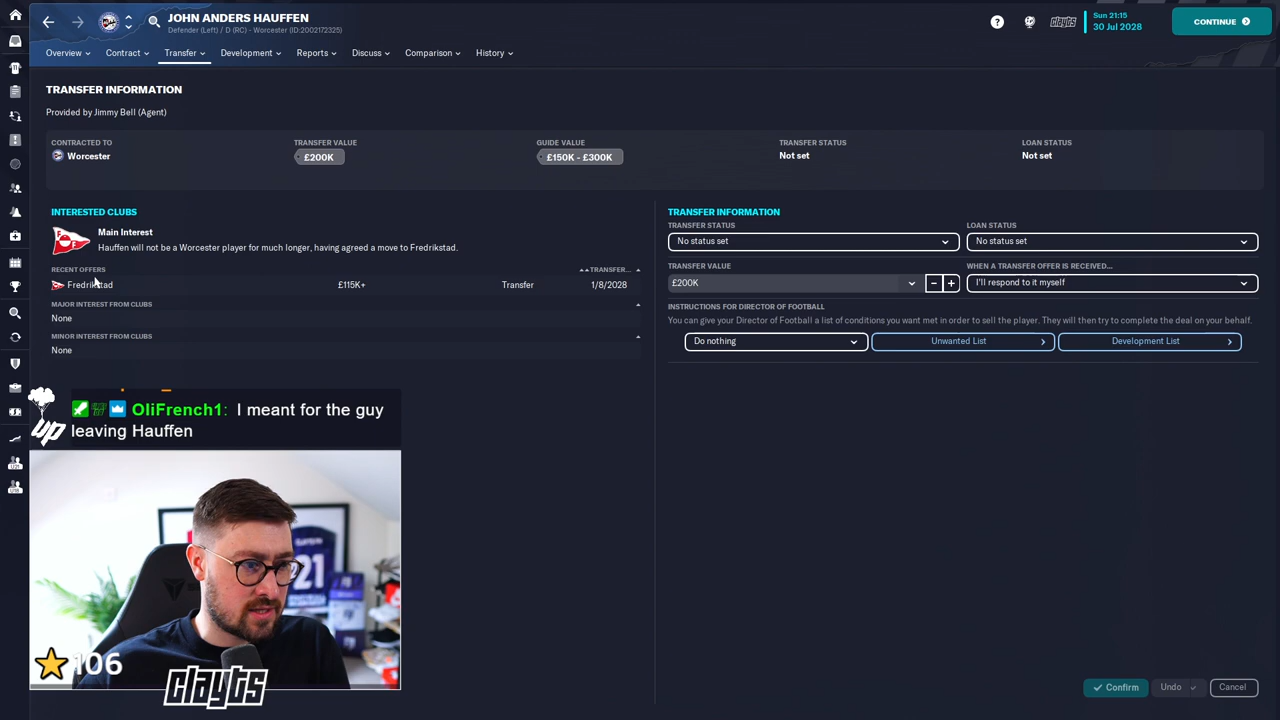 JOHN ANDERS HAUFFEN
Defender (Left) / D (RC) - Worcester (ID:2002172325)
clayts
Sun 21:15
30 Jul 2028
CONTINUE
Overview
Contract
Transfer
Development
Reports
Discuss
Comparison
History
TRANSFER INFORMATION
Provided by Jimmy Bell (Agent)
CONTRACTED TO
Worcester
TRANSFER VALUE
£200K
GUIDE VALUE
£150K - £300K
TRANSFER STATUS
Not set
LOAN STATUS
Not set
INTERESTED CLUBS
Main Interest
Hauffen will not be a Worcester player for much longer, having agreed a move to Fredrikstad.
RECENT OFFERS
TRANSFER...
Fredrikstad £115K+ Transfer 1/8/2028
MAJOR INTEREST FROM CLUBS
None
MINOR INTEREST FROM CLUBS
None
TRANSFER INFORMATION
TRANSFER STATUS
LOAN STATUS
No status set
No status set
TRANSFER VALUE
WHEN A TRANSFER OFFER IS RECEIVED...
£200K
I'll respond to it myself
INSTRUCTIONS FOR DIRECTOR OF FOOTBALL
You can give your Director of Football a list of conditions you want met in order to sell the player. They will then try to complete the deal on your behalf.
Do nothing
Unwanted List
Development List
up
OliFrench1: I meant for the guy
leaving Hauffen
21
106
clayts
Confirm
Undo
Cancel